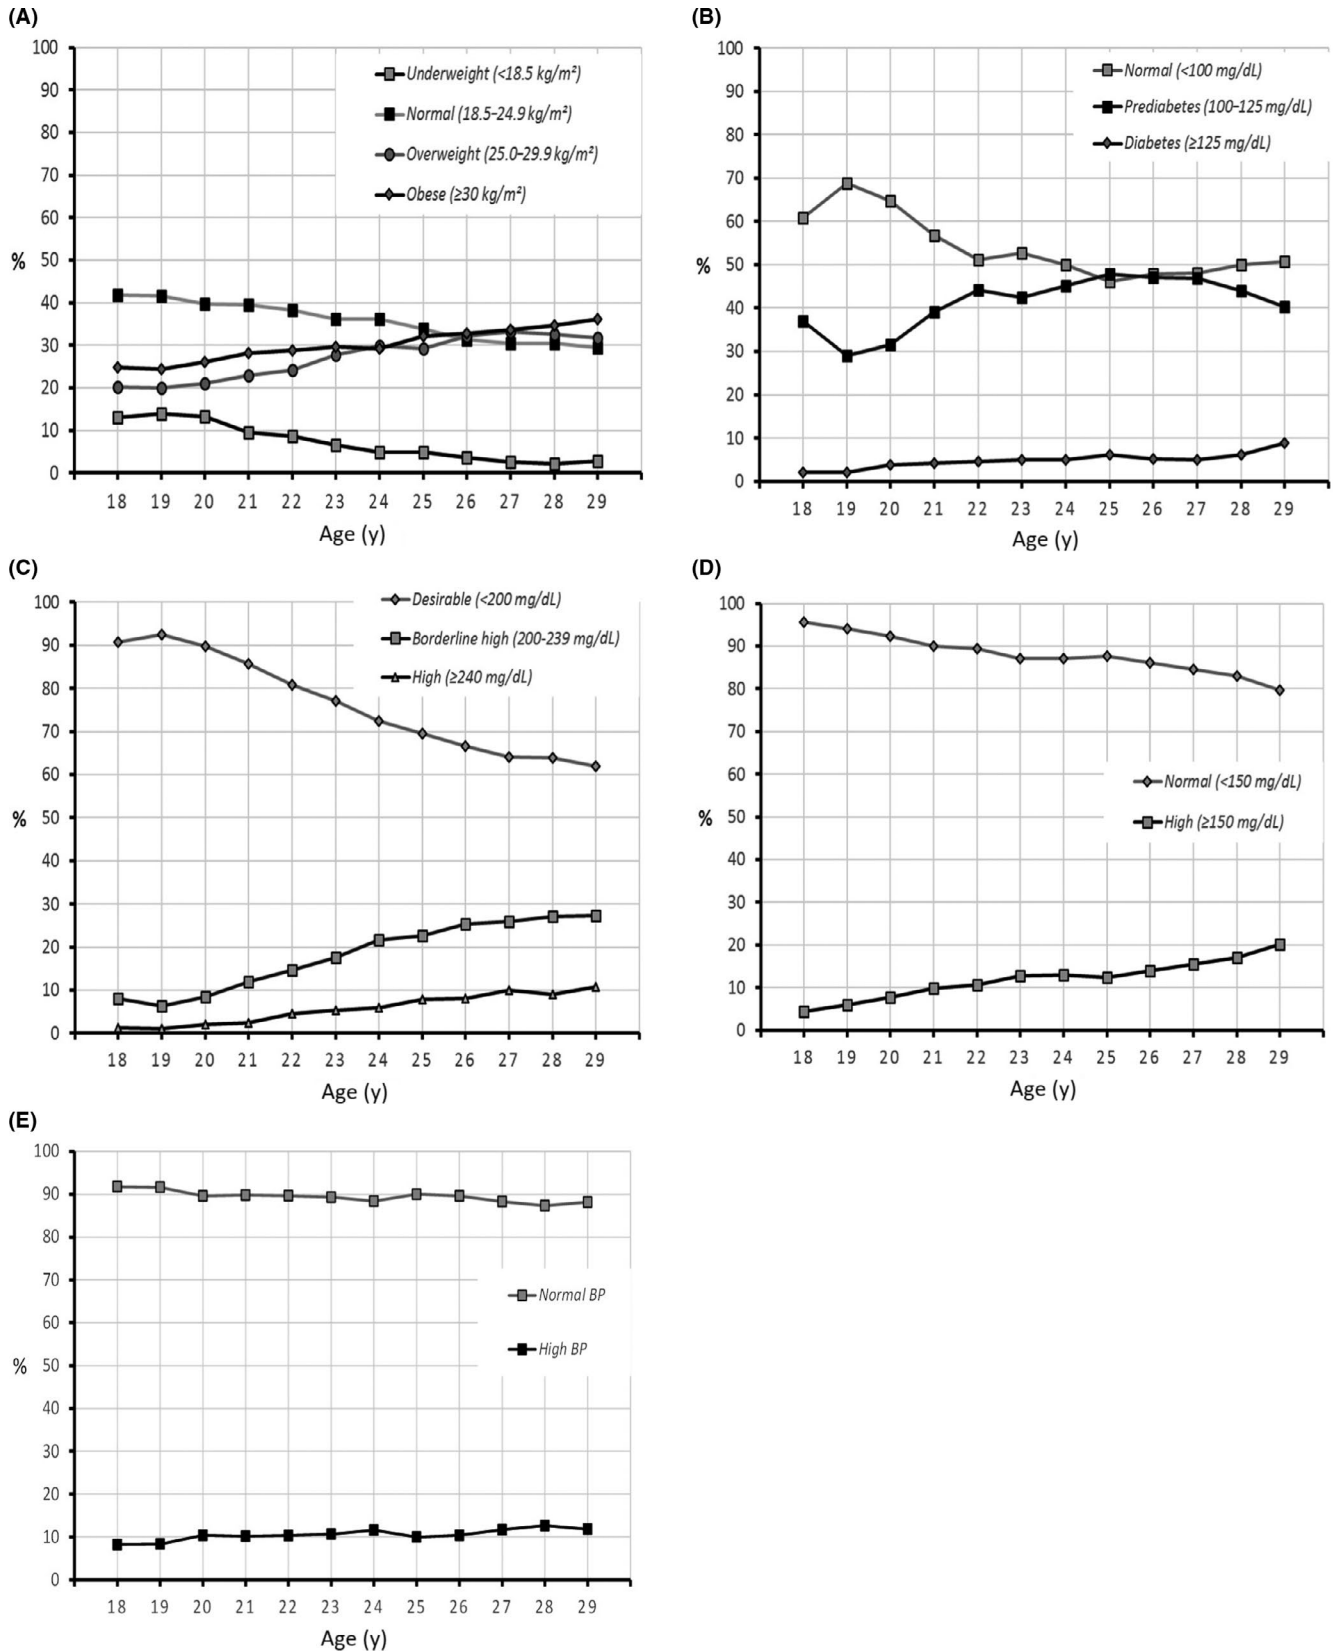 (A)
100
90
80
70
60
50
40
30
20
10
0
%
Underweight (<18.5 kg/m²)
Normal (18.5–24.9 kg/m²)
Overweight (25.0–29.9 kg/m²)
Obese (≥30 kg/m²)
18 19 20 21 22 23 24 25 26 27 28 29
Age (y)
(B)
100
90
80
70
60
50
40
30
20
10
0
%
Normal (<100 mg/dL)
Prediabetes (100–125 mg/dL)
Diabetes (≥125 mg/dL)
18 19 20 21 22 23 24 25 26 27 28 29
Age (y)
(C)
100
90
80
70
60
50
40
30
20
10
0
%
Desirable (<200 mg/dL)
Borderline high (200-239 mg/dL)
High (≥240 mg/dL)
18 19 20 21 22 23 24 25 26 27 28 29
Age (y)
(D)
100
90
80
70
60
50
40
30
20
10
0
%
Normal (<150 mg/dL)
High (≥150 mg/dL)
18 19 20 21 22 23 24 25 26 27 28 29
Age (y)
(E)
100
90
80
70
60
50
40
30
20
10
0
%
Normal BP
High BP
18 19 20 21 22 23 24 25 26 27 28 29
Age (y)